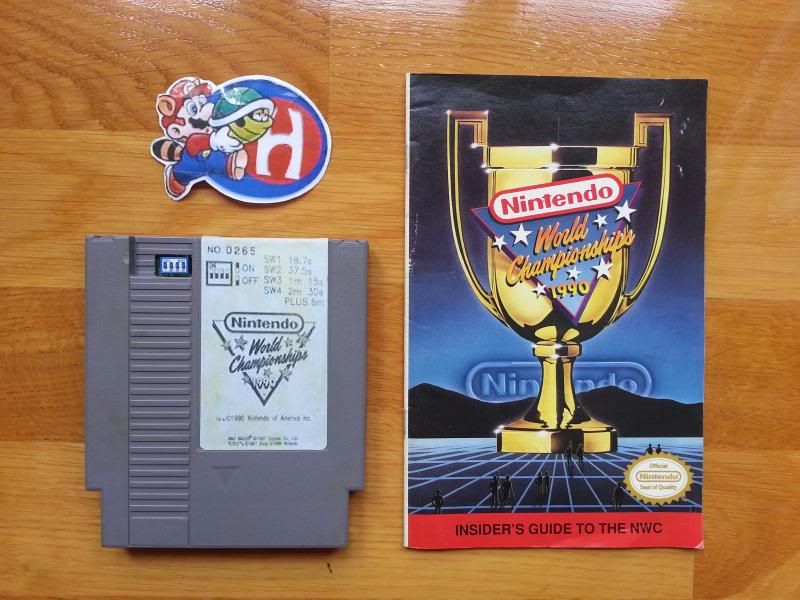 H
NO. 0265
ON
OFF
SW1 18.7s
SW2 37.5s
SW3 1m 15s
SW4 2m 30s
PLUS 5m
Nintendo
World
Championships
1990
©1990 Nintendo of America Inc.
Nintendo
World
Championships
1990
Nintendo
Official
Nintendo
Seal of Quality
INSIDER'S GUIDE TO THE NWC